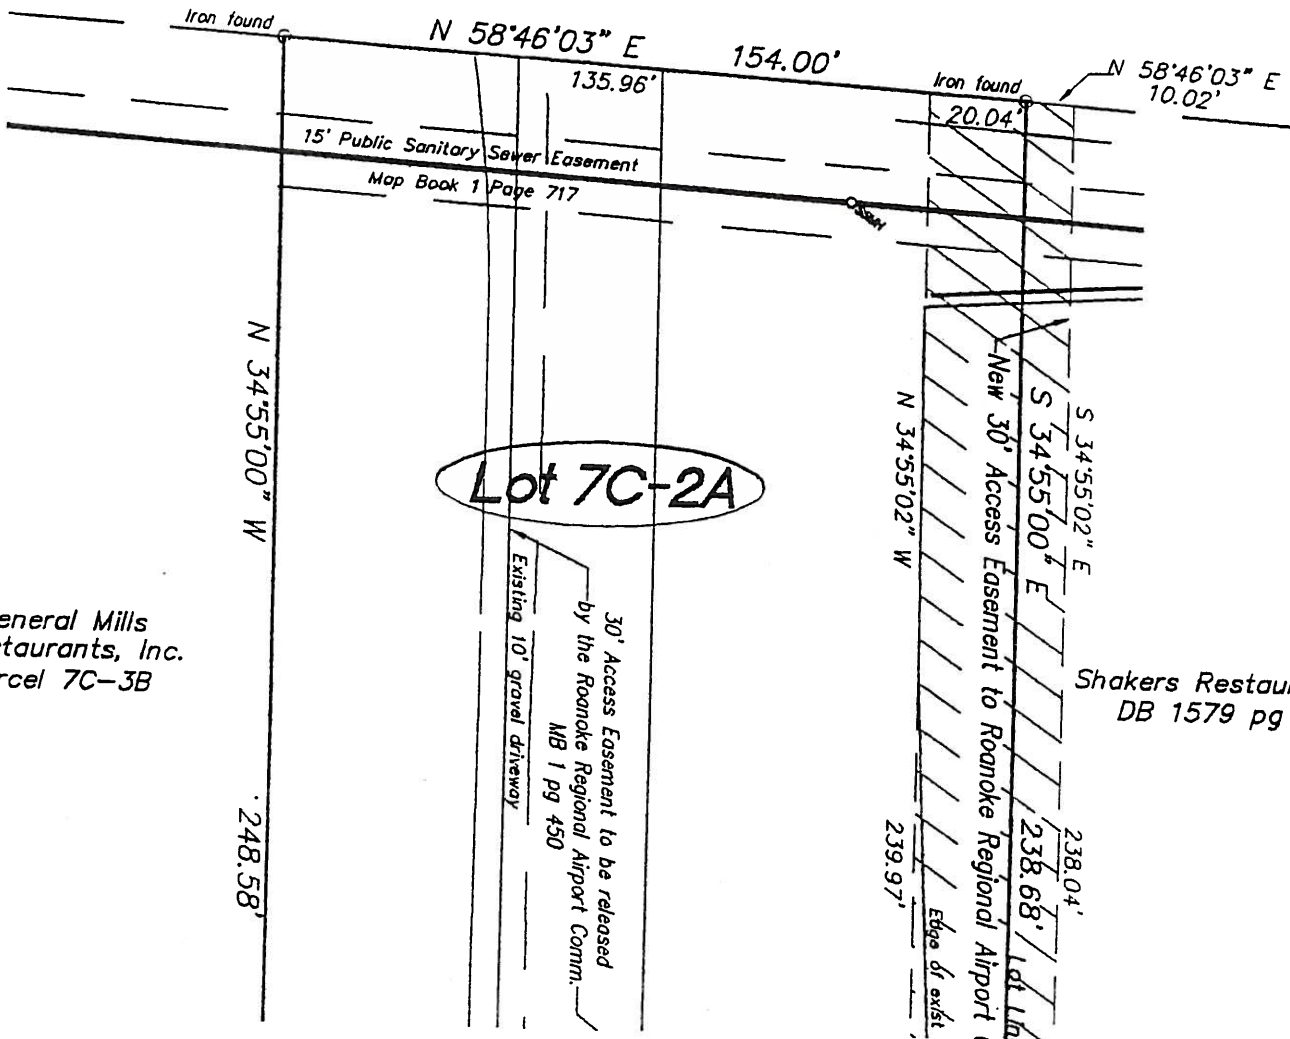 Iron found
N 58°46'03" E
154.00'
135.96'
Iron found
20.04'
N 58°46'03" E
10.02'
15' Public Sanitary Sewer Easement
Map Book 1 Page 717
SSMH
N 34°55'00" W
248.58'
Lot 7C-2A
Existing 10' gravel driveway
30' Access Easement to be released
by the Roanoke Regional Airport Comm.
MB 1 pg 450
N 34°55'02" W
239.97'
New 30' Access Easement to Roanoke Regional Airport
S 34°55'00" E
238.68'
S 34°55'02" E
238.04'
Edge of exist
Lot Lin
eneral Mills
taurants, Inc.
rcel 7C-3B
Shakers Restau
DB 1579 pg